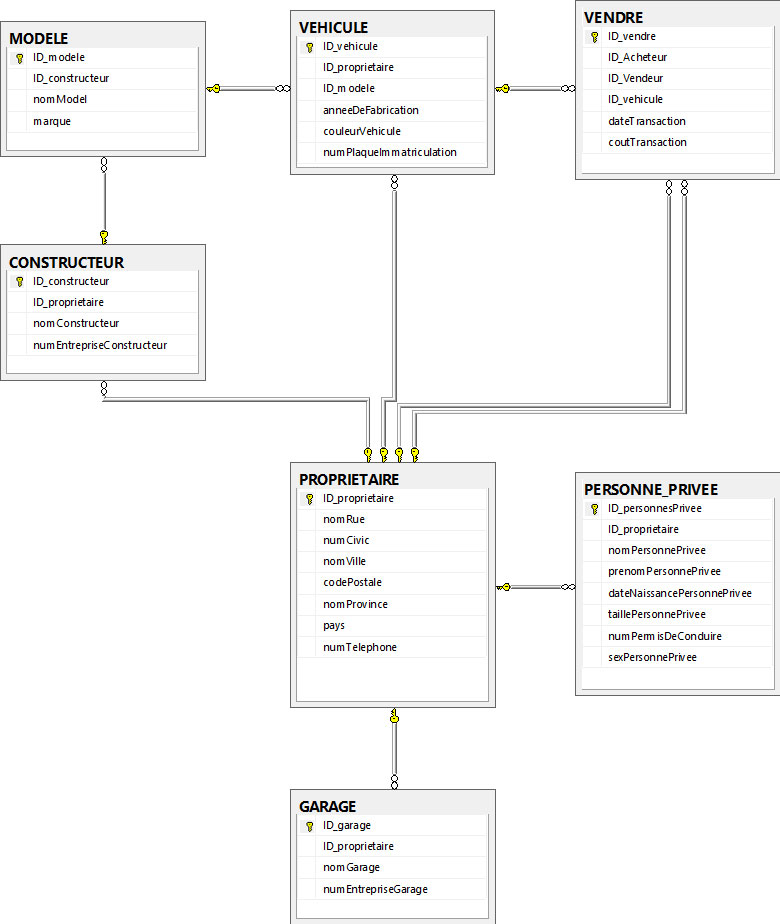 MODELE
ID_modele
ID_constructeur
nomModel
marque
VEHICULE
ID_vehicule
ID_proprietaire
ID_modele
anneeDeFabrication
couleurVehicule
numPlaqueImmatriculation
VENDRE
ID_vendre
ID_Acheteur
ID_Vendeur
ID_vehicule
dateTransaction
coutTransaction
CONSTRUCTEUR
ID_constructeur
ID_proprietaire
nomConstructeur
numEntrepriseConstructeur
PROPRIETAIRE
ID_proprietaire
nomRue
numCivic
nomVille
codePostale
nomProvince
pays
numTelephone
PERSONNE_PRIVEE
ID_personnesPrivee
ID_proprietaire
nomPersonnePrivee
prenomPersonnePrivee
dateNaissancePersonnePrivee
taillePersonnePrivee
numPermisDeConduire
sexPersonnePrivee
GARAGE
ID_garage
ID_proprietaire
nomGarage
numEntrepriseGarage